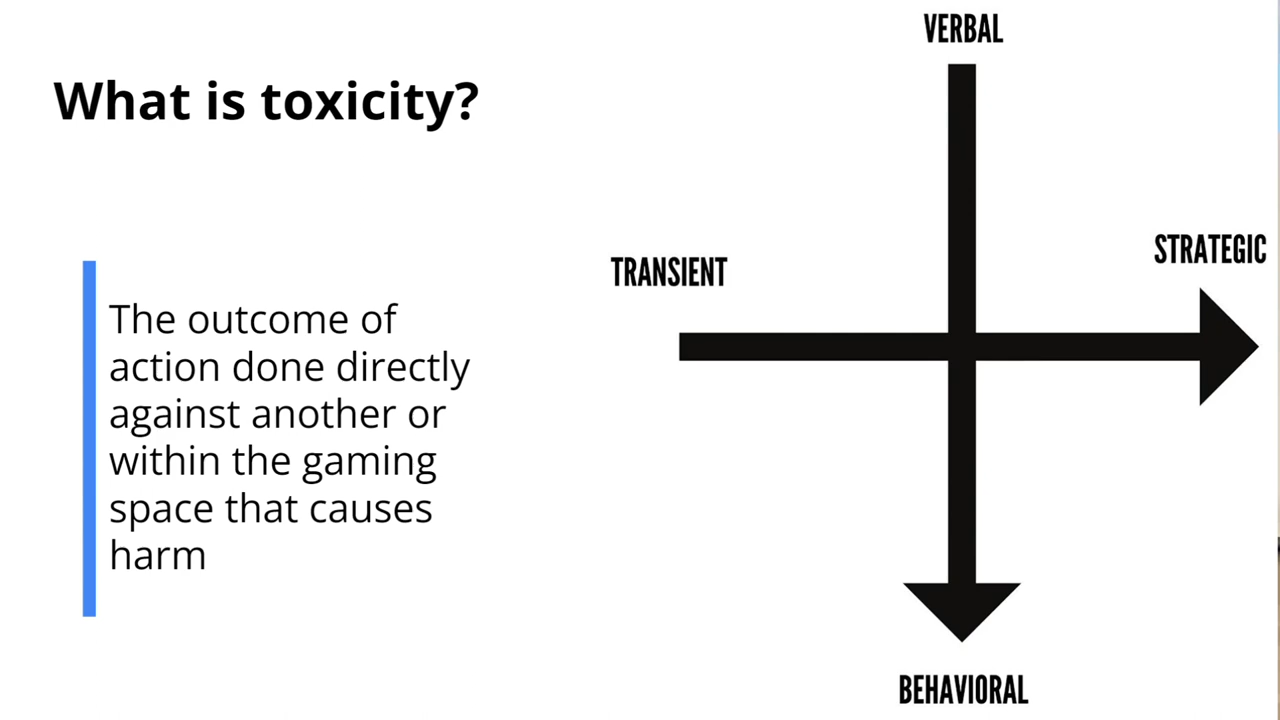 What is toxicity?
The outcome of
action done directly
against another or
within the gaming
space that causes
harm
VERBAL
TRANSIENT
STRATEGIC
BEHAVIORAL